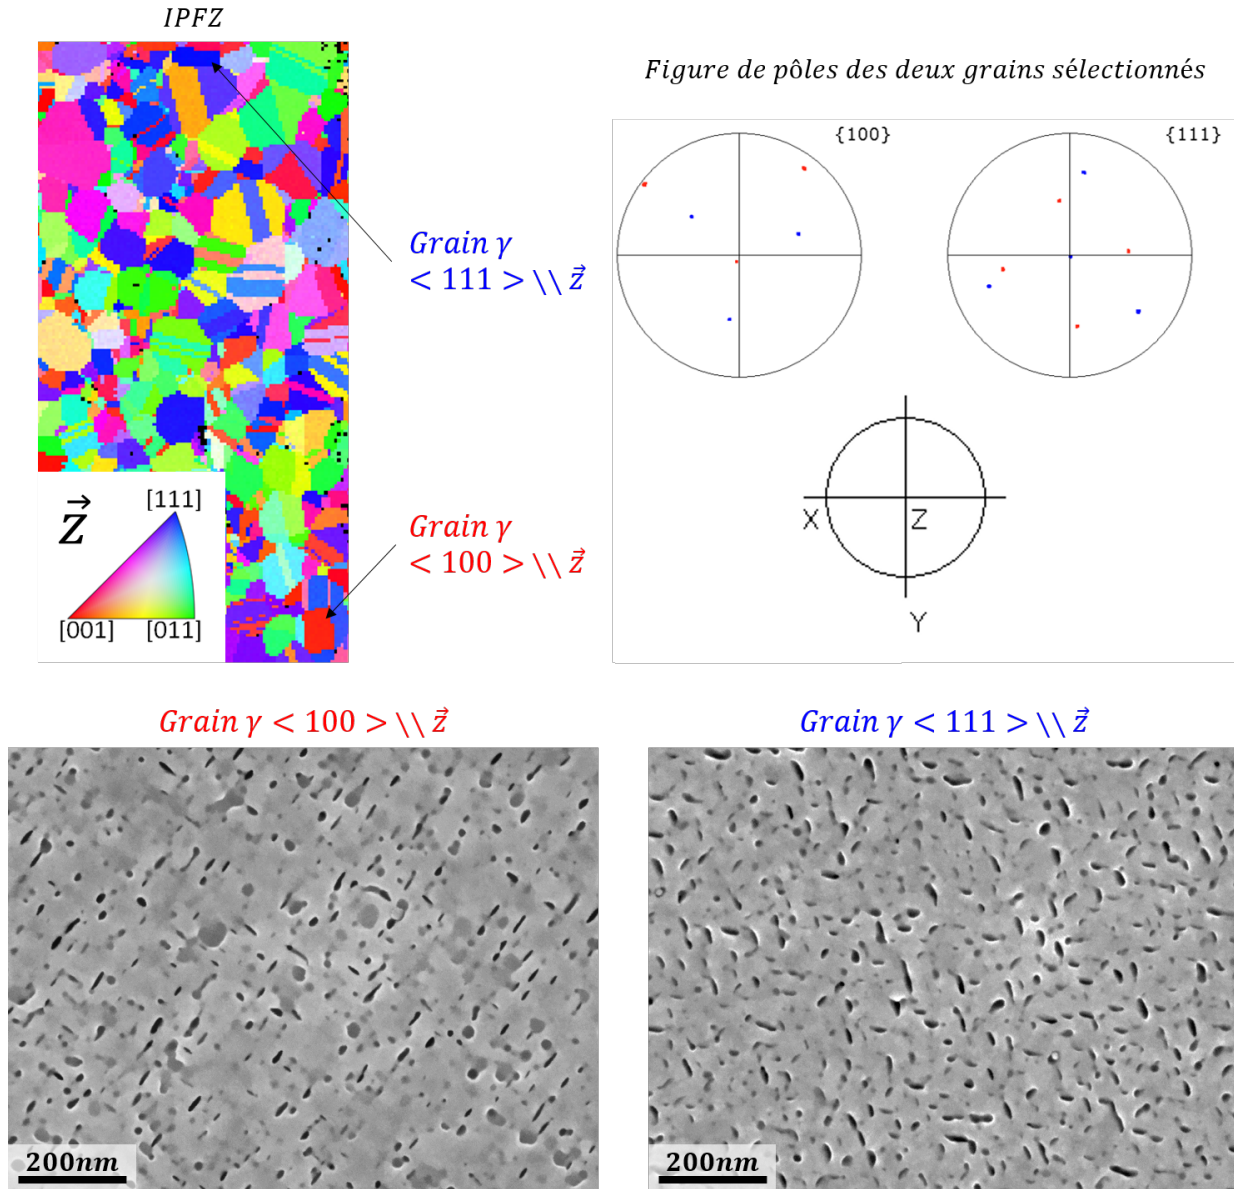 IPFZ
Figure de pôles des deux grains sélectionnés
{100}
{111}
Grain γ
< 111 > \\ z⃗
X
Z
Y
z⃗
[111]
[001]
[011]
Grain γ
< 100 > \\ z⃗
Grain γ < 100 > \\ z⃗
Grain γ < 111 > \\ z⃗
200nm
200nm